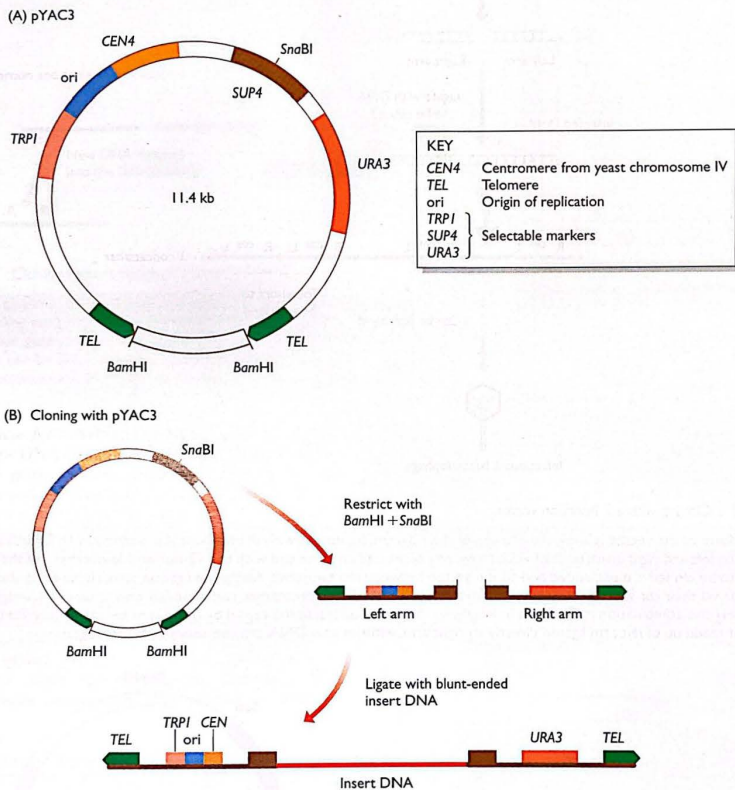 (A) pYAC3
CEN4
SnaBI
ori
SUP4
TRP1
URA3
11.4 kb
TEL
TEL
BamHI
BamHI
KEY
CEN4 Centromere from yeast chromosome IV
TEL Telomere
ori Origin of replication
TRP1
SUP4 Selectable markers
URA3
(B) Cloning with pYAC3
SnaBI
BamHI
BamHI
Restrict with
BamHI + SnaBI
Left arm
Right arm
Ligate with blunt-ended
insert DNA
TEL
TRP1 CEN
ori
URA3
TEL
Insert DNA